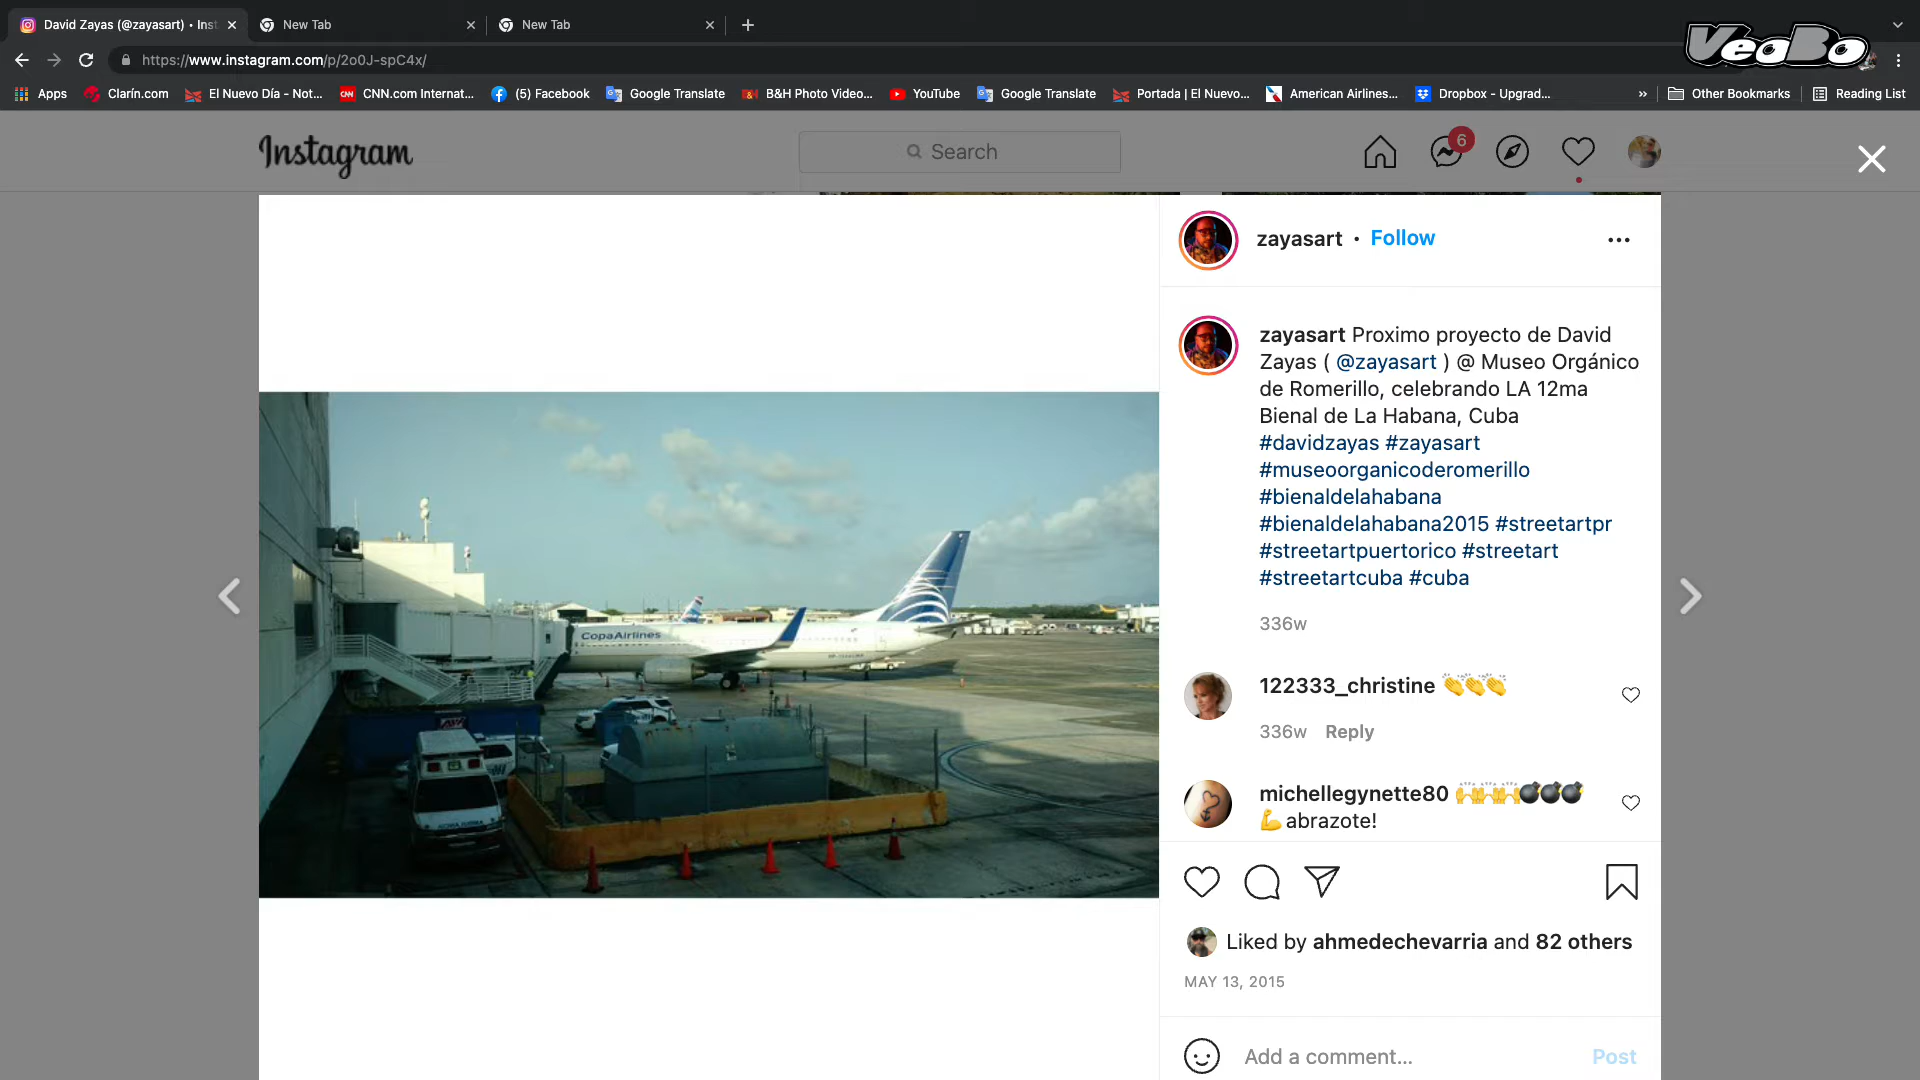 David Zayas (@zayasart) • Inst
New Tab
New Tab
VeoBo
https://www.instagram.com/p/2o0J-spC4x/
Apps
Clarín.com
El Nuevo Día - Not...
CNN
CNN.com Internat...
(5) Facebook
Google Translate
B&H Photo Video...
YouTube
Google Translate
Portada | El Nuevo...
American Airlines...
Dropbox - Upgrad...
»
Other Bookmarks
Reading List
Instagram
Search
6
zayasart • Follow
zayasart Proximo proyecto de David
Zayas ( @zayasart ) @ Museo Orgánico
de Romerillo, celebrando LA 12ma
Bienal de La Habana, Cuba
#davidzayas #zayasart
#museoorganicoderomerillo
#bienaldelahabana
#bienaldelahabana2015 #streetartpr
#streetartpuertorico #streetart
#streetartcuba #cuba
336w
CopaAirlines
122333_christine 👏👏👏
336w Reply
michellegynette80 🙌🙌🙌💣💣💣
💪abrazote!
Liked by ahmedechevarria and 82 others
MAY 13, 2015
Add a comment...
Post